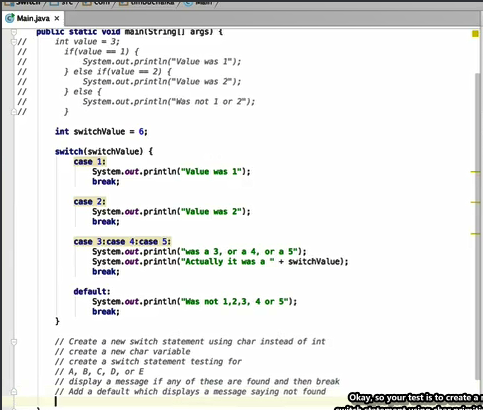 Switch src com timbuchalka Main
Main.java ×
public static void main(String[] args) {
// int value = 3;
// if(value == 1) {
// System.out.println("Value was 1");
// } else if(value == 2) {
// System.out.println("Value was 2");
// } else {
// System.out.println("Was not 1 or 2");
// }
int switchValue = 6;
switch(switchValue) {
case 1:
System.out.println("Value was 1");
break;
case 2:
System.out.println("Value was 2");
break;
case 3:case 4:case 5:
System.out.println("was a 3, or a 4, or a 5");
System.out.println("Actually it was a " + switchValue);
break;
default:
System.out.println("Was not 1,2,3, 4 or 5");
break;
}
// Create a new switch statement using char instead of int
// create a new char variable
// create a switch statement testing for
// A, B, C, D, or E
// display a message if any of these are found and then break
// Add a default which displays a message saying not found
Okay, so your test is to create a
switch statement using